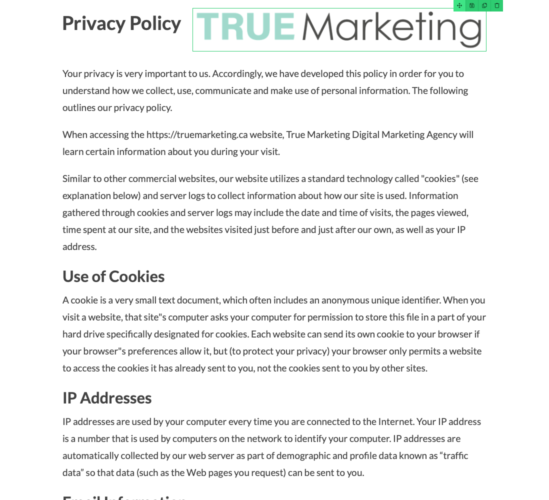 Privacy Policy TRUE Marketing
Your privacy is very important to us. Accordingly, we have developed this policy in order for you to
understand how we collect, use, communicate and make use of personal information. The following
outlines our privacy policy.
When accessing the https://truemarketing.ca website, True Marketing Digital Marketing Agency will
learn certain information about you during your visit.
Similar to other commercial websites, our website utilizes a standard technology called "cookies" (see
explanation below) and server logs to collect information about how our site is used. Information
gathered through cookies and server logs may include the date and time of visits, the pages viewed,
time spent at our site, and the websites visited just before and just after our own, as well as your IP
address.
Use of Cookies
A cookie is a very small text document, which often includes an anonymous unique identifier. When you
visit a website, that site"s computer asks your computer for permission to store this file in a part of your
hard drive specifically designated for cookies. Each website can send its own cookie to your browser if
your browser"s preferences allow it, but (to protect your privacy) your browser only permits a website
to access the cookies it has already sent to you, not the cookies sent to you by other sites.
IP Addresses
IP addresses are used by your computer every time you are connected to the Internet. Your IP address
is a number that is used by computers on the network to identify your computer. IP addresses are
automatically collected by our web server as part of demographic and profile data known as “traffic
data” so that data (such as the Web pages you request) can be sent to you.
Email Information